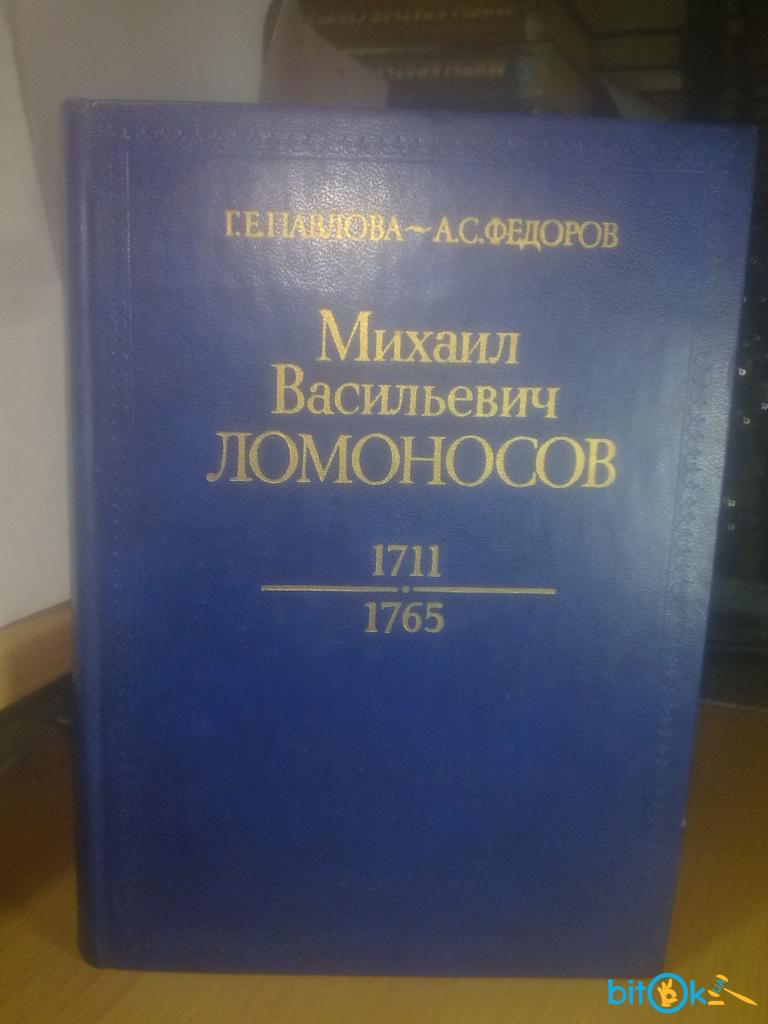 Г.Е.ПАВЛОВА~А.С.ФЕДОРОВ
Михаил
Васильевич
ЛОМОНОСОВ
1711
1765
bitOk